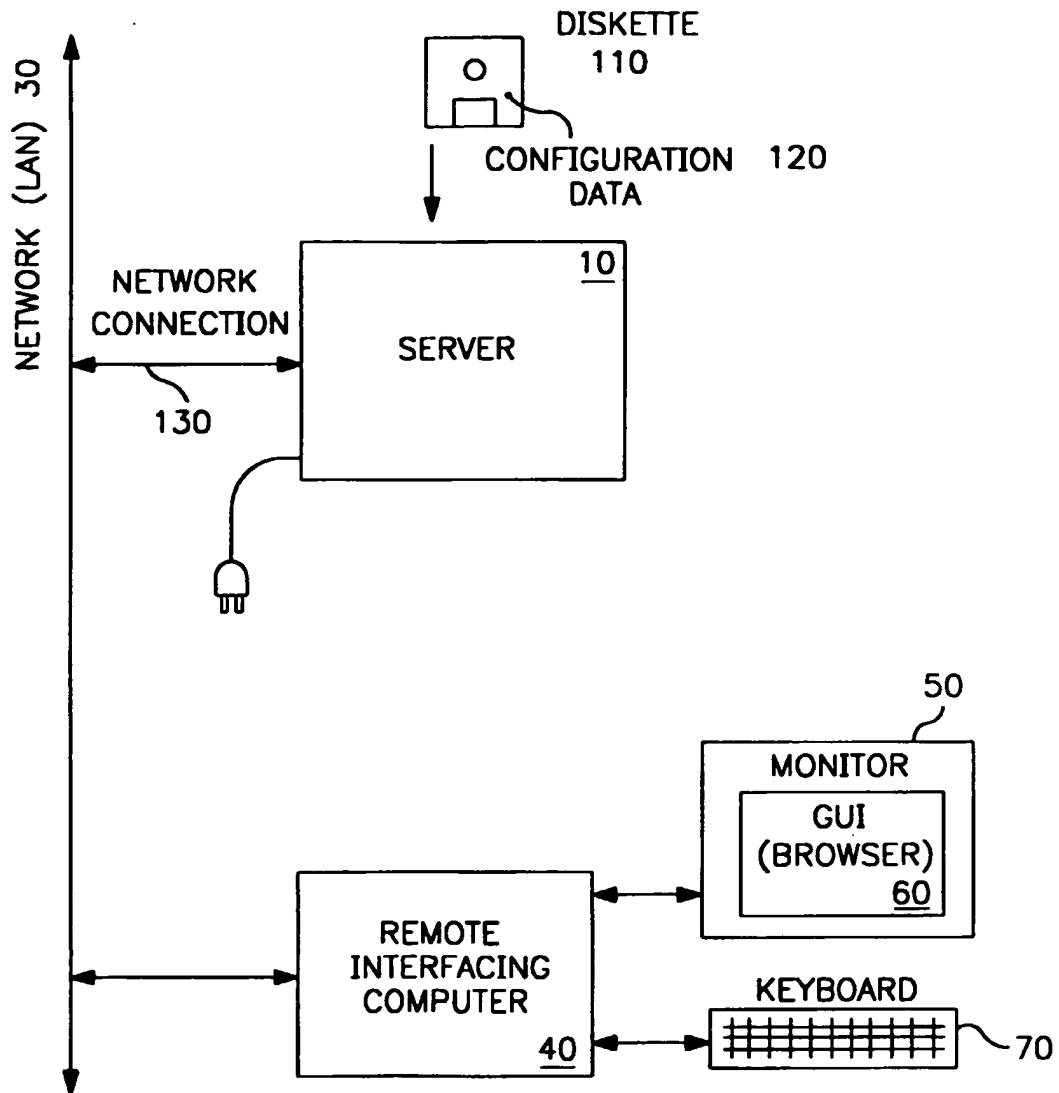 NETWORK (LAN) 30
DISKETTE
110
CONFIGURATION 120
DATA
10
SERVER
NETWORK
CONNECTION
130
50
MONITOR
GUI
(BROWSER)
60
REMOTE
INTERFACING
COMPUTER
40
KEYBOARD
70